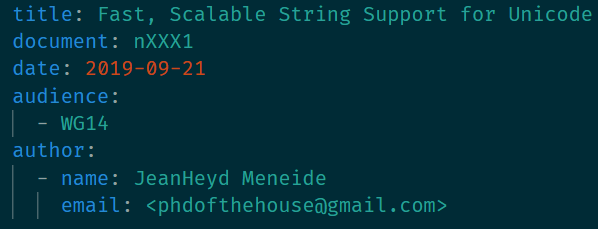 title: Fast, Scalable String Support for Unicode
document: nXXX1
date: 2019-09-21
audience:
- WG14
author:
- name: JeanHeyd Meneide
email: <phdofthehouse@gmail.com>